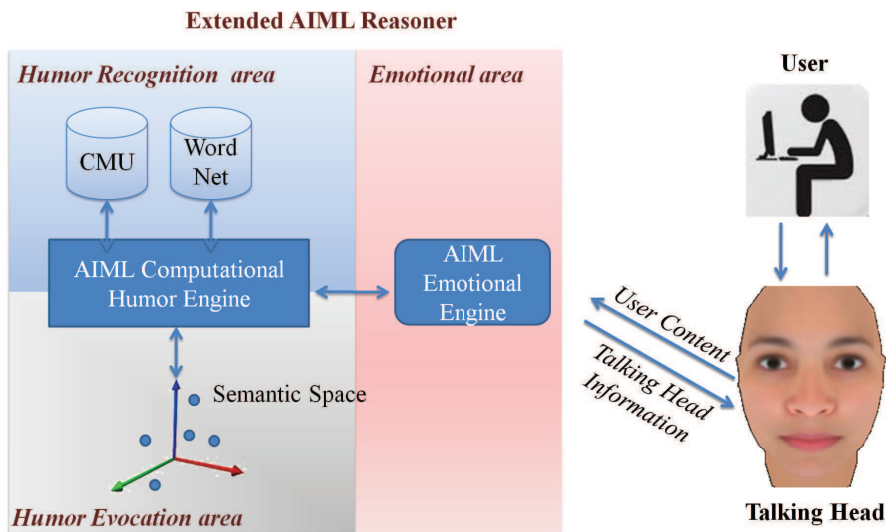 Extended AIML Reasoner
Humor Recognition area
Emotional area
User
CMU
Word
Net
AIML Computational
Humor Engine
AIML
Emotional
Engine
User Content
Talking Head
Information
Semantic Space
Humor Evocation area
Talking Head